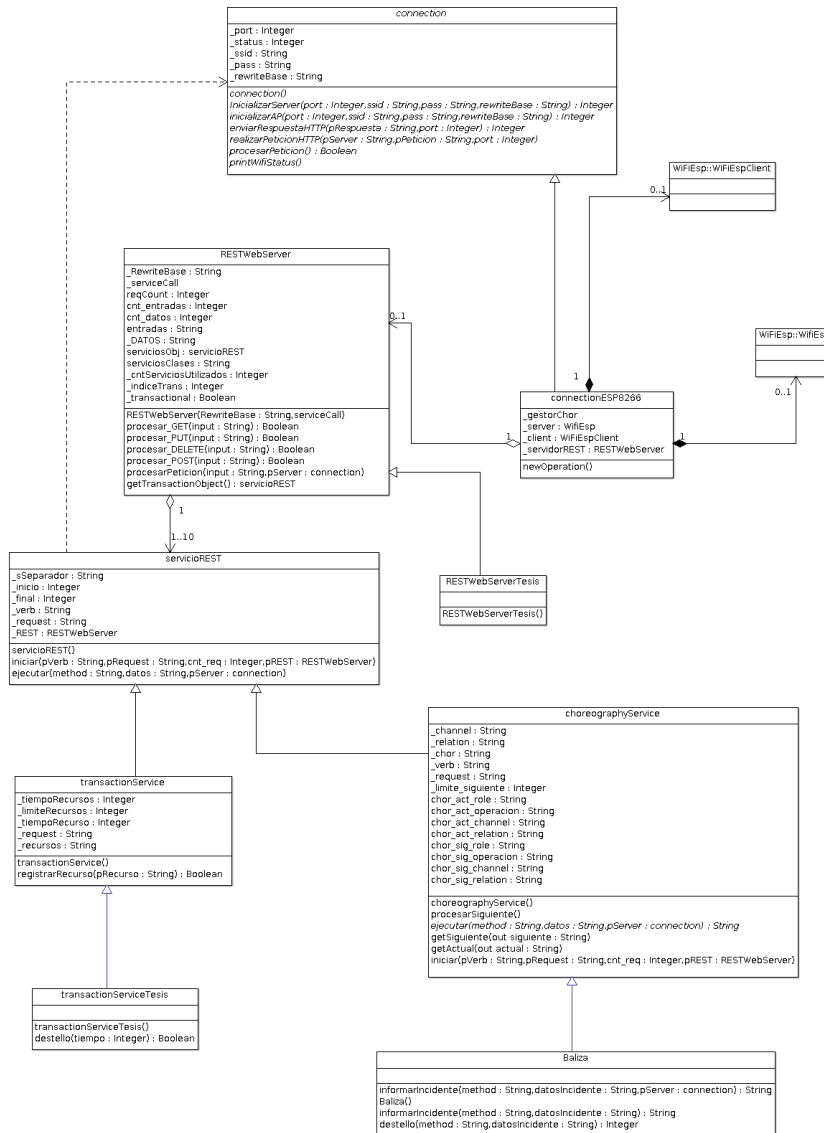 connection
_port : Integer
_status : Integer
_ssid : String
_pass : String
_rewriteBase : String
connection()
InicializarServer(port : Integer,ssid : String,pass : String,rewriteBase : String) : Integer
inicializarAP(port : Integer,ssid : String,pass : String,rewriteBase : String) : Integer
enviarRespuestaHTTP(pRespuesta : String,port : Integer) : Integer
realizarPeticionHTTP(pServer : String,pPeticion : String,port : Integer)
procesarPeticion() : Boolean
printWifiStatus()
WiFiEsp::WiFiEspClient
0..1
RESTWebServer
_RewriteBase : String
_serviceCall
reqCount : Integer
cnt_entradas : Integer
cnt_datos : Integer
entradas : String
_DATOS : String
serviciosObj : servicioREST
serviciosClases : String
_cntServiciosUtilizados : Integer
_indiceTrans : Integer
_transactional : Boolean
RESTWebServer(RewriteBase : String,serviceCall)
procesar_GET(input : String) : Boolean
procesar_PUT(input : String) : Boolean
procesar_DELETE(input : String) : Boolean
procesar_POST(input : String) : Boolean
procesarPeticion(input : String,pServer : connection)
getTransactionObject() : servicioREST
0..1
1
WiFiEsp::WifiEs
0..1
1
connectionESP8266
_gestorChor
_server : WifiEsp
_client : WiFiEspClient
_servidorREST : RESTWebServer
newOperation()
1
1
1..10
servicioREST
_sSeparador : String
_inicio : Integer
_final : Integer
_verb : String
_request : String
_REST : RESTWebServer
servicioREST()
iniciar(pVerb : String,pRequest : String,cnt_req : Integer,pREST : RESTWebServer)
ejecutar(method : String,datos : String,pServer : connection)
RESTWebServerTesis
RESTWebServerTesis()
choreographyService
_channel : String
_relation : String
_chor : String
_verb : String
_request : String
_limite_siguiente : Integer
chor_act_role : String
chor_act_operacion : String
chor_act_channel : String
chor_act_relation : String
chor_sig_role : String
chor_sig_operacion : String
chor_sig_channel : String
chor_sig_relation : String
choreographyService()
procesarSiguiente()
ejecutar(method : String,datos : String,pServer : connection) : String
getSiguiente(out siguiente : String)
getActual(out actual : String)
iniciar(pVerb : String,pRequest : String,cnt_req : Integer,pREST : RESTWebServer)
transactionService
_tiempoRecursos : Integer
_limiteRecursos : Integer
_tiempoRecurso : Integer
_request : String
_recursos : String
transactionService()
registrarRecurso(pRecurso : String) : Boolean
transactionServiceTesis
transactionServiceTesis()
destello(tiempo : Integer) : Boolean
Baliza
informarIncidente(method : String,datosIncidente : String,pServer : connection) : String
Baliza()
informarIncidente(method : String,datosIncidente : String) : String
destello(method : String,datosIncidente : String) : Integer